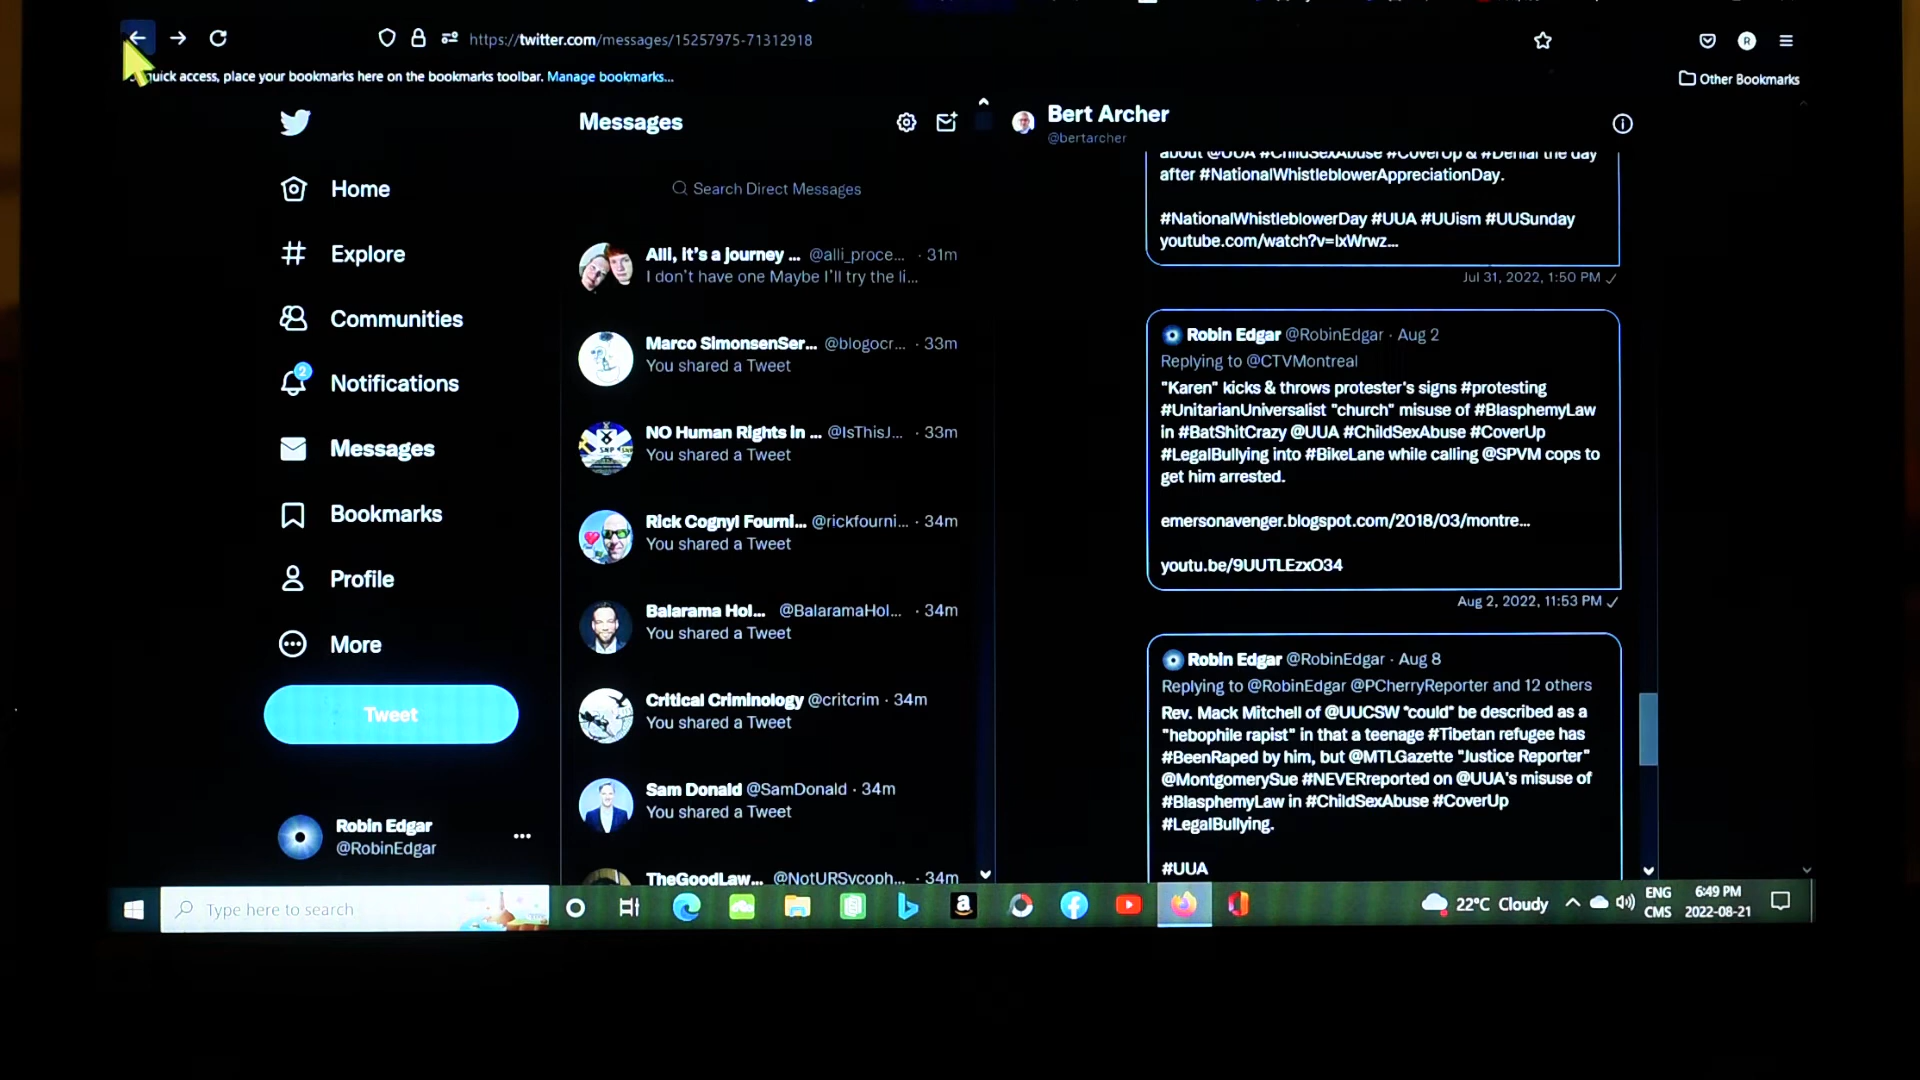 https://twitter.com/messages/15257975-71312918
quick access, place your bookmarks here on the bookmarks toolbar. Manage bookmarks...
Other Bookmarks
Home
Explore
Communities
2
Notifications
Messages
Bookmarks
Profile
More
Tweet
Robin Edgar
@RobinEdgar
Messages
Search Direct Messages
Alli, it's a journey ... @alli_proce... · 31m
I don't have one Maybe I'll try the li...
Marco SimonsenSer... @blogocr... · 33m
You shared a Tweet
NO Human Rights in ... @IsThisJ... · 33m
You shared a Tweet
Rick Cognyl Fourni... @rickfourni... · 34m
You shared a Tweet
Balarama Hol... @BalaramaHol... · 34m
You shared a Tweet
Critical Criminology @critcrim · 34m
You shared a Tweet
Sam Donald @SamDonald · 34m
You shared a Tweet
TheGoodLaw... @NotURSycoph... · 34m
Bert Archer
@bertarcher
about @UUA #ChildSexAbuse #CoverUp & #Denial the day
after #NationalWhistleblowerAppreciationDay.
#NationalWhistleblowerDay #UUA #UUism #UUSunday
youtube.com/watch?v=IxWrwz...
Jul 31, 2022, 1:50 PM
Robin Edgar @RobinEdgar · Aug 2
Replying to @CTVMontreal
"Karen" kicks & throws protester's signs #protesting
#UnitarianUniversalist "church" misuse of #BlasphemyLaw
in #BatShitCrazy @UUA #ChildSexAbuse #CoverUp
#LegalBullying into #BikeLane while calling @SPVM cops to
get him arrested.
emersonavenger.blogspot.com/2018/03/montre...
youtu.be/9UUTLEzxO34
Aug 2, 2022, 11:53 PM
Robin Edgar @RobinEdgar · Aug 8
Replying to @RobinEdgar @PCherryReporter and 12 others
Rev. Mack Mitchell of @UUCSW "could" be described as a
"hebophile rapist" in that a teenage #Tibetan refugee has
#BeenRaped by him, but @MTLGazette "Justice Reporter"
@MontgomerySue #NEVERreported on @UUA's misuse of
#BlasphemyLaw in #ChildSexAbuse #CoverUp
#LegalBullying.
#UUA
Type here to search
22°C Cloudy
ENG
CMS
6:49 PM
2022-08-21